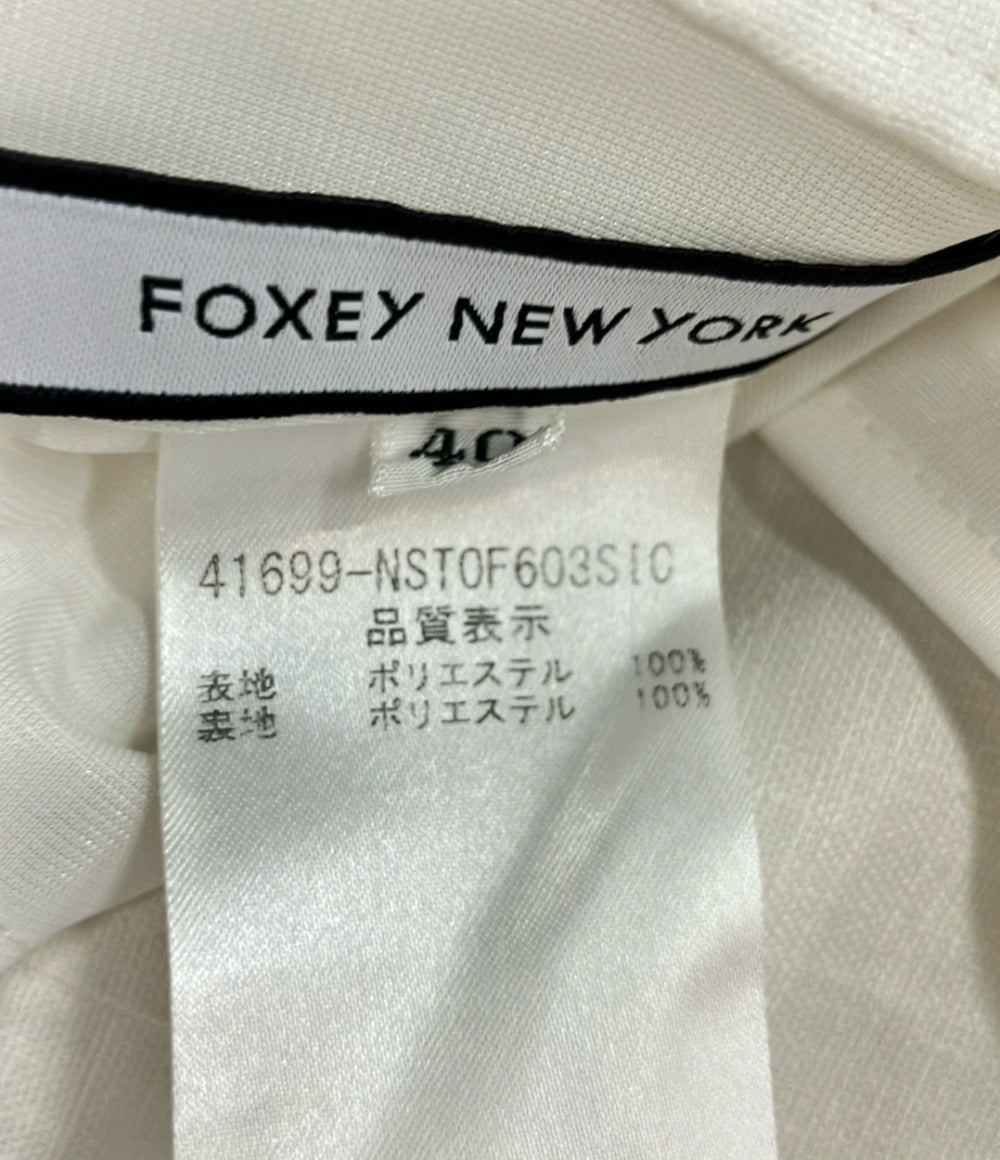 FOXEY NEW YORK
40
41699-NST0F603SIC
品質表示
表地 ポリエステル 100%
裏地 ポリエステル 100%